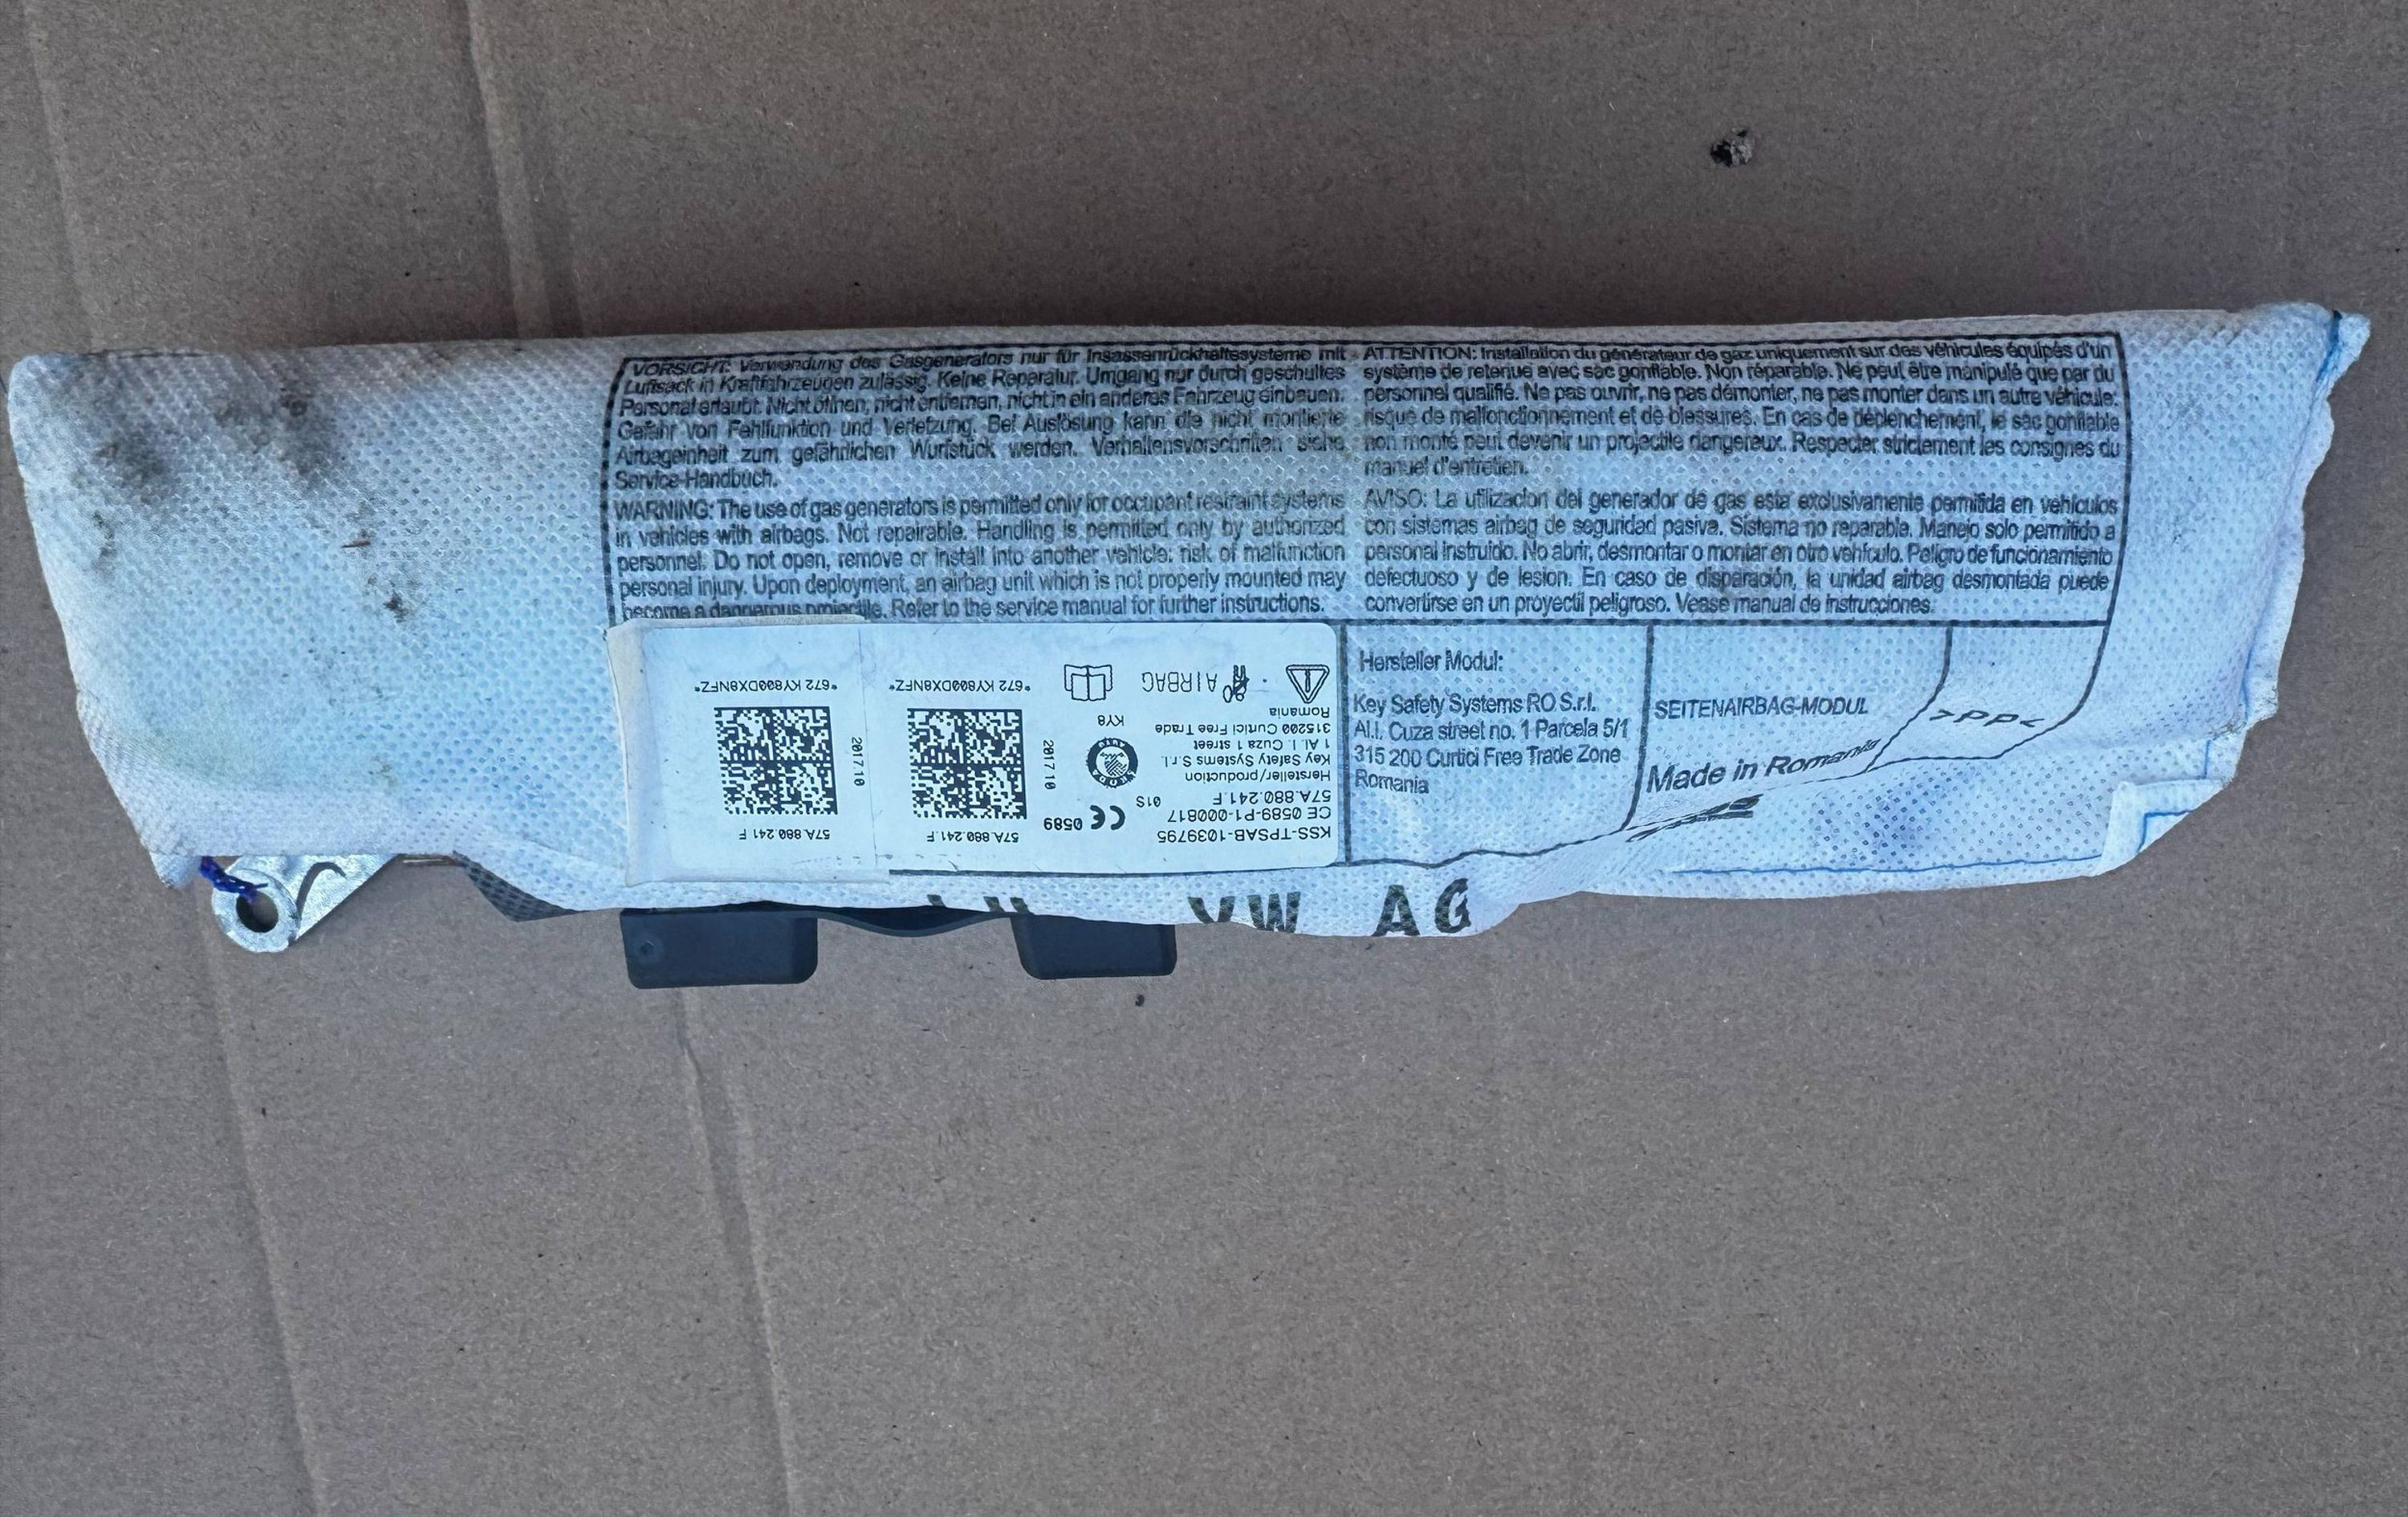 VORSICHT: Verwendung des Gasgenerators nur für Insassenrückhaltesysteme mit
Luftsack in Kraftfahrzeugen zulässig. Keine Reparatur. Umgang nur durch geschultes
Personal erlaubt. Nicht öffnen, nicht entfernen, nicht in ein anderes Fahrzeug einbauen:
Gefahr von Fehlfunktion und Verletzung. Bei Auslösung kann die nicht montierte
Airbageinheit zum gefährlichen Wurfstück werden. Verhaltensvorschriften siehe
Service-Handbuch.
WARNING: The use of gas generators is permitted only for occupant restraint systems
in vehicles with airbags. Not repairable. Handling is permitted only by authorized
personnel. Do not open, remove or install into another vehicle: risk of malfunction
personal injury. Upon deployment, an airbag unit which is not properly mounted may
become a dangerous projectile. Refer to the service manual for further instructions.
ATTENTION: Installation du générateur de gaz uniquement sur des véhicules équipés d'un
système de retenue avec sac gonflable. Non réparable. Ne peut être manipulé que par du
personnel qualifié. Ne pas ouvrir, ne pas démonter, ne pas monter dans un autre véhicule:
risque de malfonctionnement et de blessures. En cas de déplenchement, le sac gonflable
non monté peut devenir un projectile dangereux. Respecter strictement les consignes du
manuel d'entretien.
AVISO: La utilizacion del generador de gas esta exclusivamente permitida en vehiculos
con sistemas airbag de seguridad pasiva. Sistema no reparable. Manejo solo permitido a
personal instruido. No abrir, desmontar o montar en otro vehiculo. Peligro de funcionamiento
defectuoso y de lesion. En caso de disparación, la unidad airbag desmontada puede
convertirse en un proyectil peligroso. Vease manual de instrucciones.
KSS-TPSAB-1039795
CE 0589-P1-000817
57A.880.241.F 01S
Hersteller/production
Key Safety Systems S.r.l.
1 Al. I. Cuza 1 street
315200 Curtici Free Trade
Romania
CE 0589
KY8
AIRBAG
57A.880.241.F
2017 10
*672 KY800DX8NFZ*
57A.880.241.F
2017 10
*672 KY800DX8NFZ*
Hersteller Modul:
Key Safety Systems RO S.r.l.
Al.I. Cuza street no. 1 Parcela 5/1
315 200 Curtici Free Trade Zone
Romania
SEITENAIRBAG-MODUL
Made in Romania
>PP<
VW AG